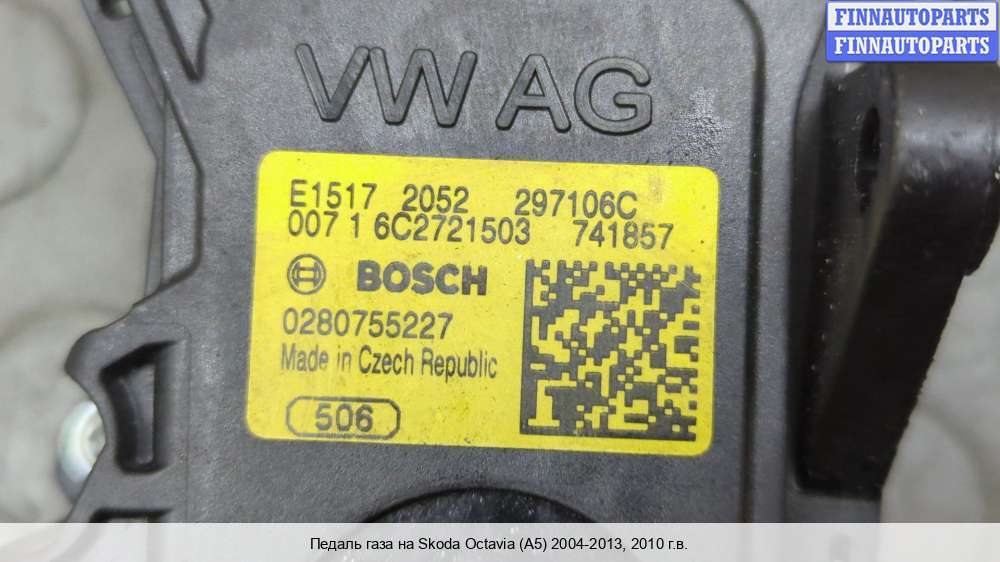 FINNAUTOPARTS
FINNAUTOPARTS
VW AG
E1517 2052 297106C
007 1 6C2721503 741857
BOSCH
0280755227
Made in Czech Republic
506
Педаль газа на Skoda Octavia (A5) 2004-2013, 2010 г.в.